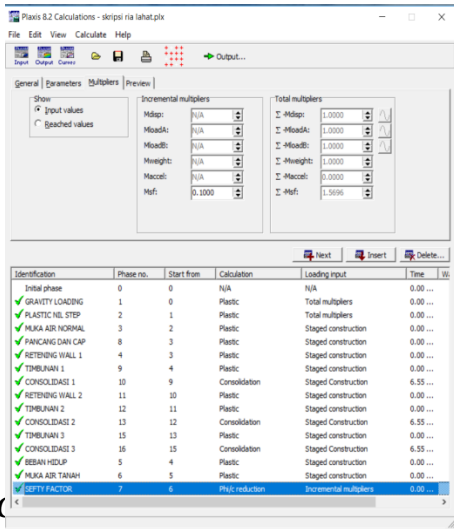 Plaxis 8.2 Calculations - skripsi ria lahat.plx
File Edit View Calculate Help
Input Output Curves Output...
General Parameters Multipliers Preview
Show
Input values
Reached values
Incremental multipliers
Mdisp: N/A
MloadA: N/A
MloadB: N/A
Mweight: N/A
Maccel: N/A
Msf: 0.1000
Total multipliers
Σ -Mdisp: 1.0000
Σ -MloadA: 1.0000
Σ -MloadB: 1.0000
Σ -Mweight: 1.0000
Σ -Maccel: 0.0000
Σ -Msf: 1.5696
Next Insert Delete...
Identification Phase no. Start from Calculation Loading input Time
Initial phase 0 0 N/A N/A 0.00 ...
GRAVITY LOADING 1 0 Plastic Total multipliers 0.00 ...
PLASTIC NIL STEP 2 1 Plastic Total multipliers 0.00 ...
MUKA AIR NORMAL 3 2 Plastic Staged construction 0.00 ...
PANCANG DAN CAP 8 3 Plastic Staged construction 0.00 ...
RETENING WALL 1 4 3 Plastic Staged construction 0.00 ...
TIMBUNAN 1 9 4 Plastic Staged construction 0.00 ...
CONSOLIDASI 1 10 9 Consolidation Staged Construction 6.55 ...
RETENING WALL 2 11 10 Plastic Staged construction 0.00 ...
TIMBUNAN 2 12 11 Plastic Staged construction 0.00 ...
CONSOLIDASI 2 13 12 Consolidation Staged Construction 6.55 ...
TIMBUNAN 3 15 13 Plastic Staged construction 0.00 ...
CONSOLIDASI 3 16 15 Consolidation Staged Construction 6.55 ...
BEBAN HIDUP 5 4 Plastic Staged construction 0.00 ...
MUKA AIR TANAH 6 5 Plastic Staged construction 0.00 ...
SEFTY FACTOR 7 6 Phi/c reduction Incremental multipliers 0.00 ...